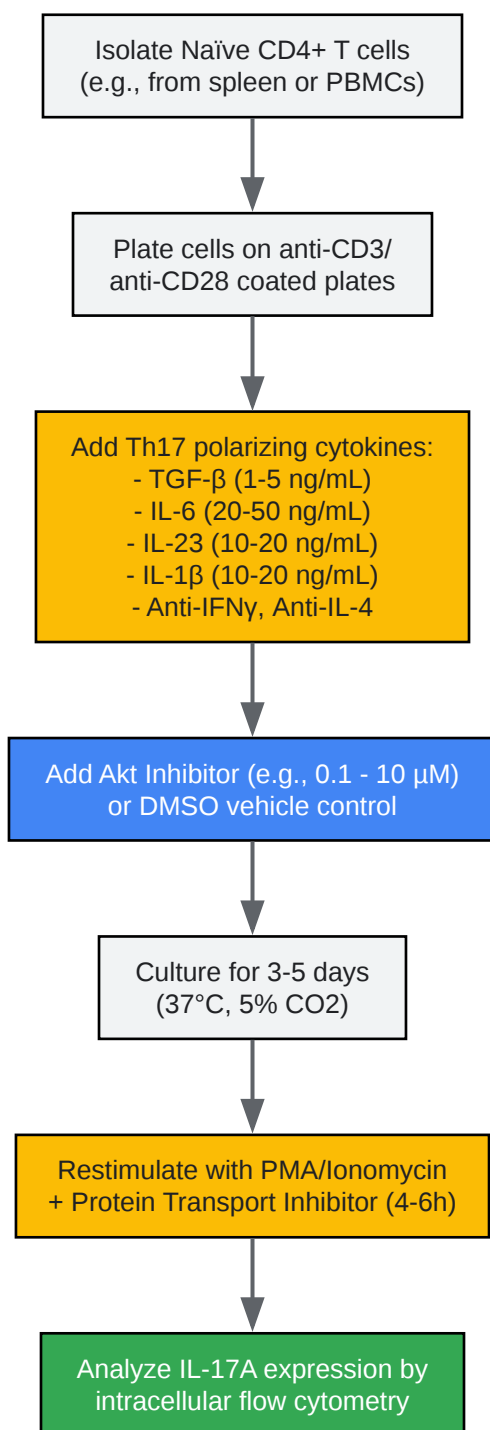 Isolate Naïve CD4+ T cells
(e.g., from spleen or PBMCs)
Plate cells on anti-CD3/
anti-CD28 coated plates
Add Th17 polarizing cytokines:
- TGF-β (1-5 ng/mL)
- IL-6 (20-50 ng/mL)
- IL-23 (10-20 ng/mL)
- IL-1β (10-20 ng/mL)
- Anti-IFNγ, Anti-IL-4
Add Akt Inhibitor (e.g., 0.1 - 10 µM)
or DMSO vehicle control
Culture for 3-5 days
(37°C, 5% CO2)
Restimulate with PMA/Ionomycin
+ Protein Transport Inhibitor (4-6h)
Analyze IL-17A expression by
intracellular flow cytometry